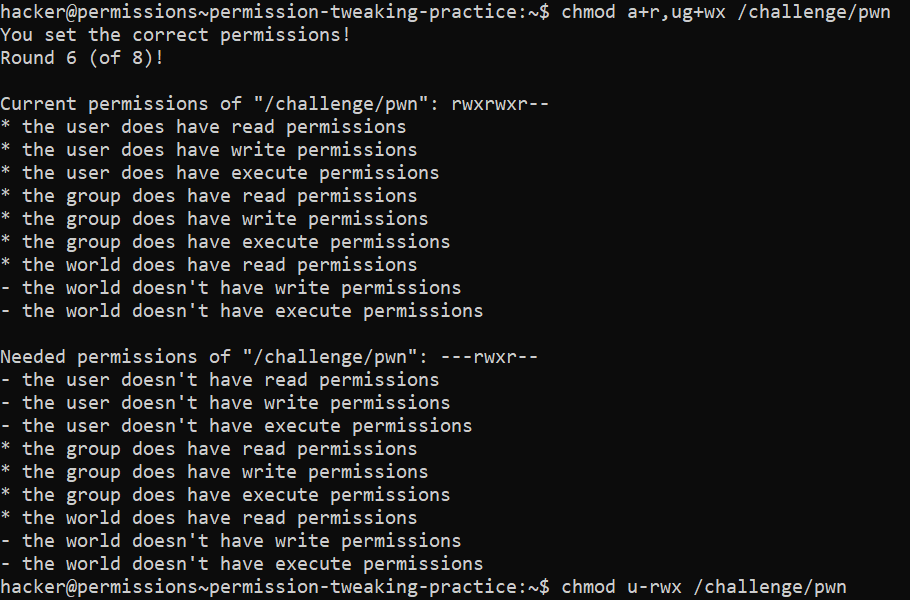 hacker@permissions~permission-tweaking-practice:~$ chmod a+r,ug+wx /challenge/pwn
You set the correct permissions!
Round 6 (of 8)!
Current permissions of "/challenge/pwn": rwxrwxr--
* the user does have read permissions
* the user does have write permissions
* the user does have execute permissions
* the group does have read permissions
* the group does have write permissions
* the group does have execute permissions
* the world does have read permissions
- the world doesn't have write permissions
- the world doesn't have execute permissions
Needed permissions of "/challenge/pwn": ---rwxr--
- the user doesn't have read permissions
- the user doesn't have write permissions
- the user doesn't have execute permissions
* the group does have read permissions
* the group does have write permissions
* the group does have execute permissions
* the world does have read permissions
- the world doesn't have write permissions
- the world doesn't have execute permissions
hacker@permissions~permission-tweaking-practice:~$ chmod u-rwx /challenge/pwn